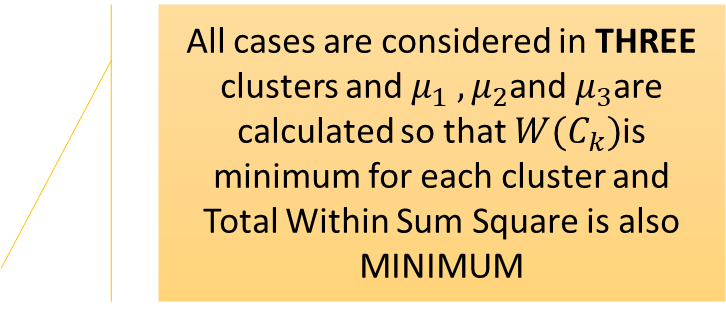 All cases are considered in THREE
clusters and μ₁ , μ₂and μ₃are
calculated so that W(Cₖ)is
minimum for each cluster and
Total Within Sum Square is also
MINIMUM